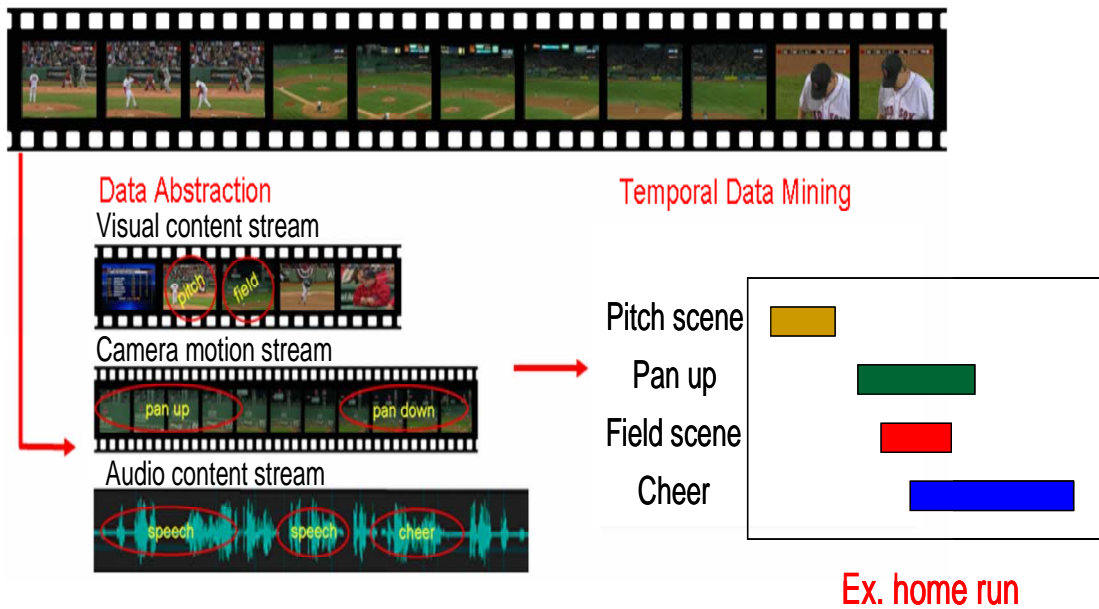 Data Abstraction
Visual content stream
pitch
field
Camera motion stream
pan up
pan down
Audio content stream
speech
speech
cheer
Temporal Data Mining
Pitch scene
Pan up
Field scene
Cheer
Ex. home run